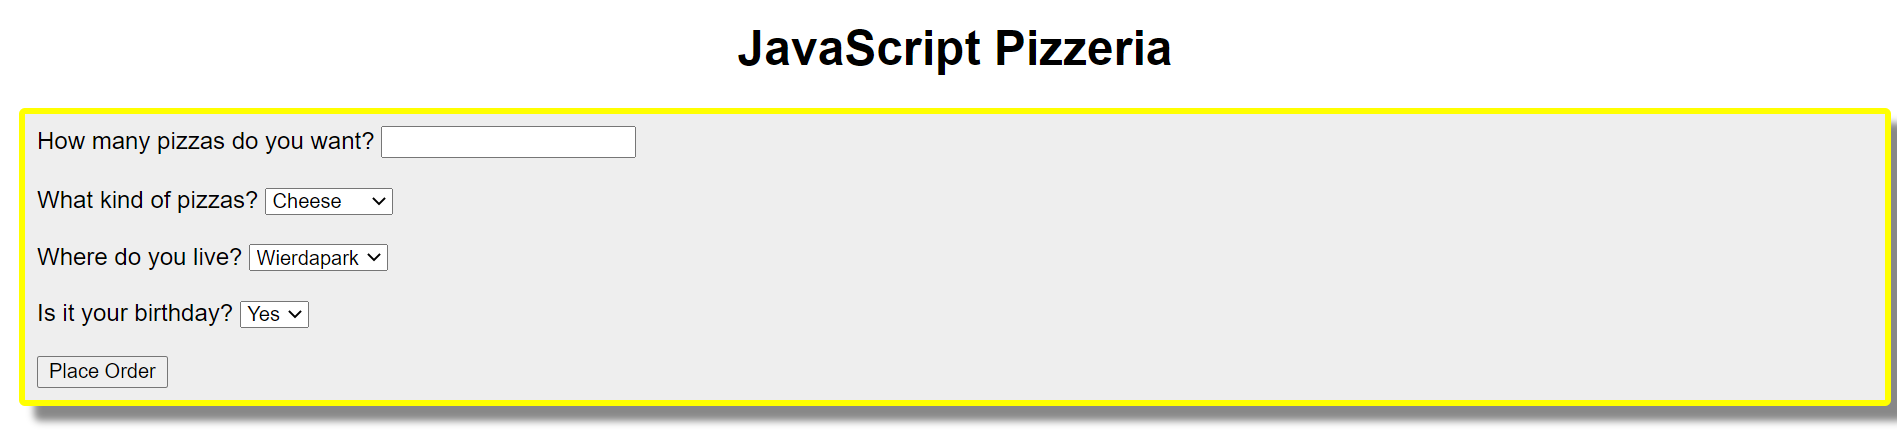 JavaScript Pizzeria
How many pizzas do you want?
What kind of pizzas? Cheese
Where do you live? Wierdapark
Is it your birthday? Yes
Place Order